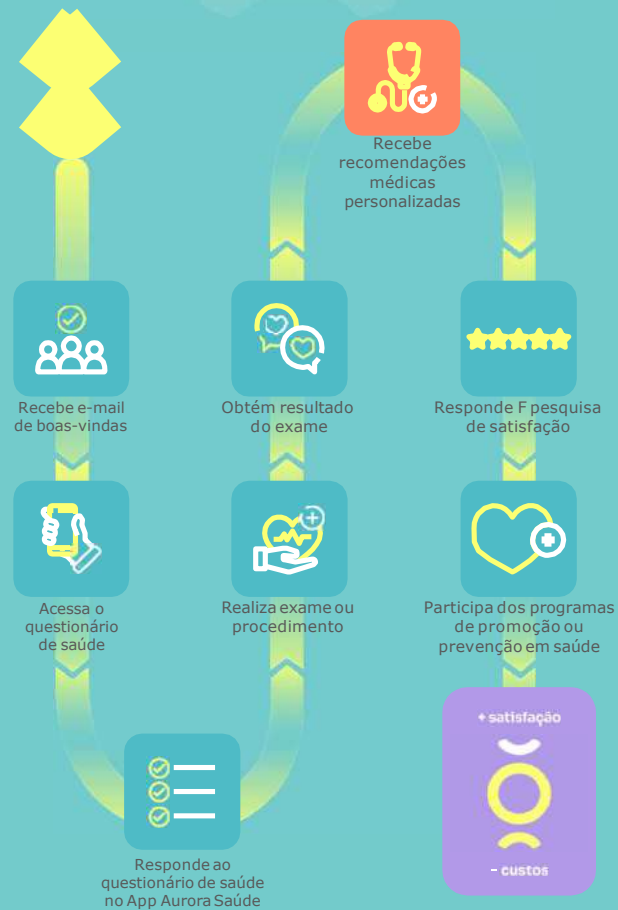 Recebe e-mail
de boas-vindas
Acessa o
questionário
de saúde
Responde ao
questionário de saúde
no App Aurora Saúde
Realiza exame ou
procedimento
Obtém resultado
do exame
Recebe
recomendações
médicas
personalizadas
Responde F pesquisa
de satisfação
Participa dos programas
de promoção ou
prevenção em saúde
+ satisfação
- custos